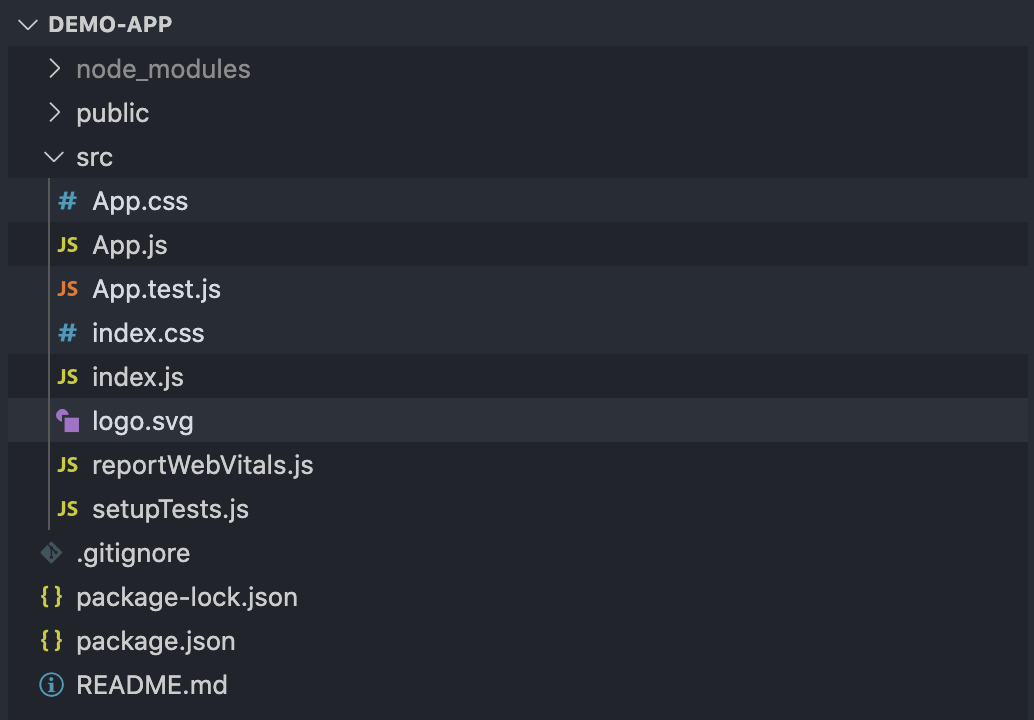 DEMO-APP
node_modules
public
src
# App.css
JS App.js
JS App.test.js
# index.css
JS index.js
logo.svg
JS reportWebVitals.js
JS setupTests.js
.gitignore
{} package-lock.json
{} package.json
README.md